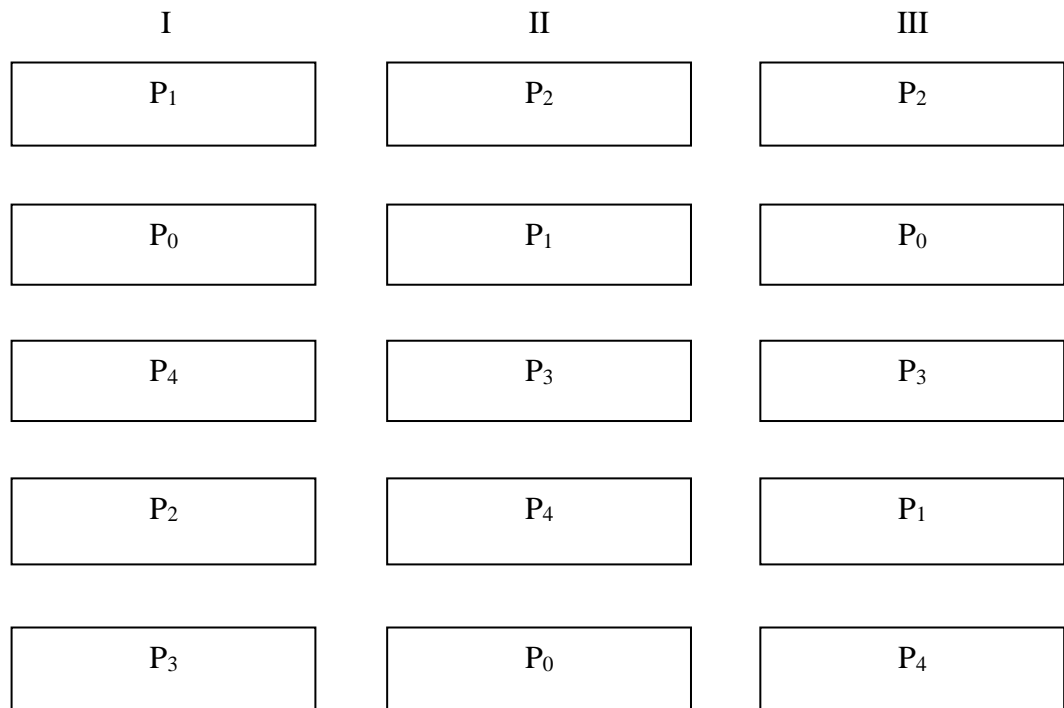 I II III
P₁ P₂ P₂
P₀ P₁ P₀
P₄ P₃ P₃
P₂ P₄ P₁
P₃ P₀ P₄